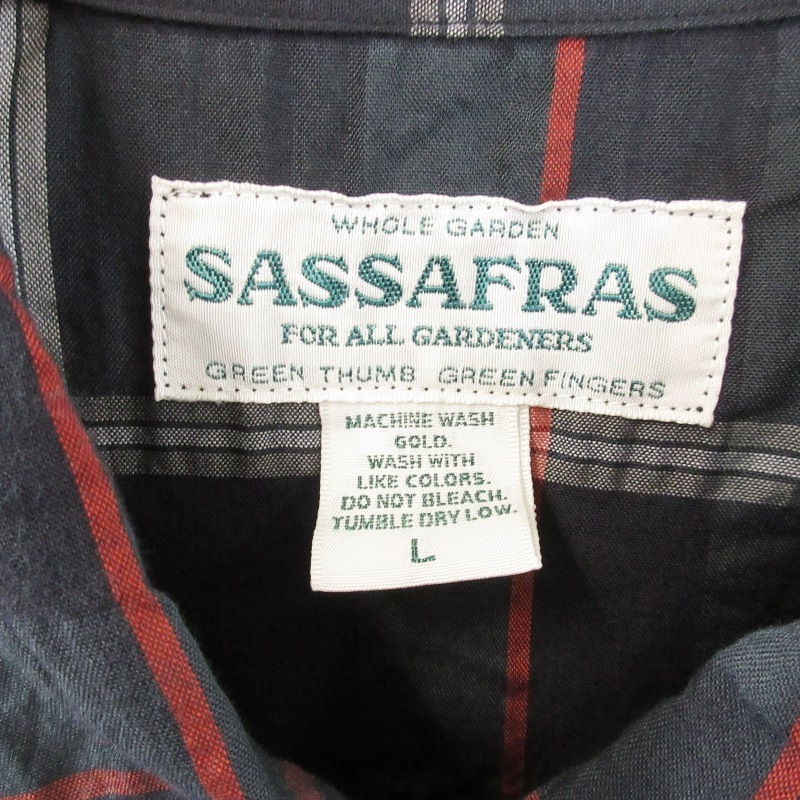 WHOLE GARDEN
SASSAFRAS
FOR ALL GARDENERS
GREEN THUMB GREEN FINGERS
MACHINE WASH
GOLD.
WASH WITH
LIKE COLORS.
DO NOT BLEACH.
TUMBLE DRY LOW.
L